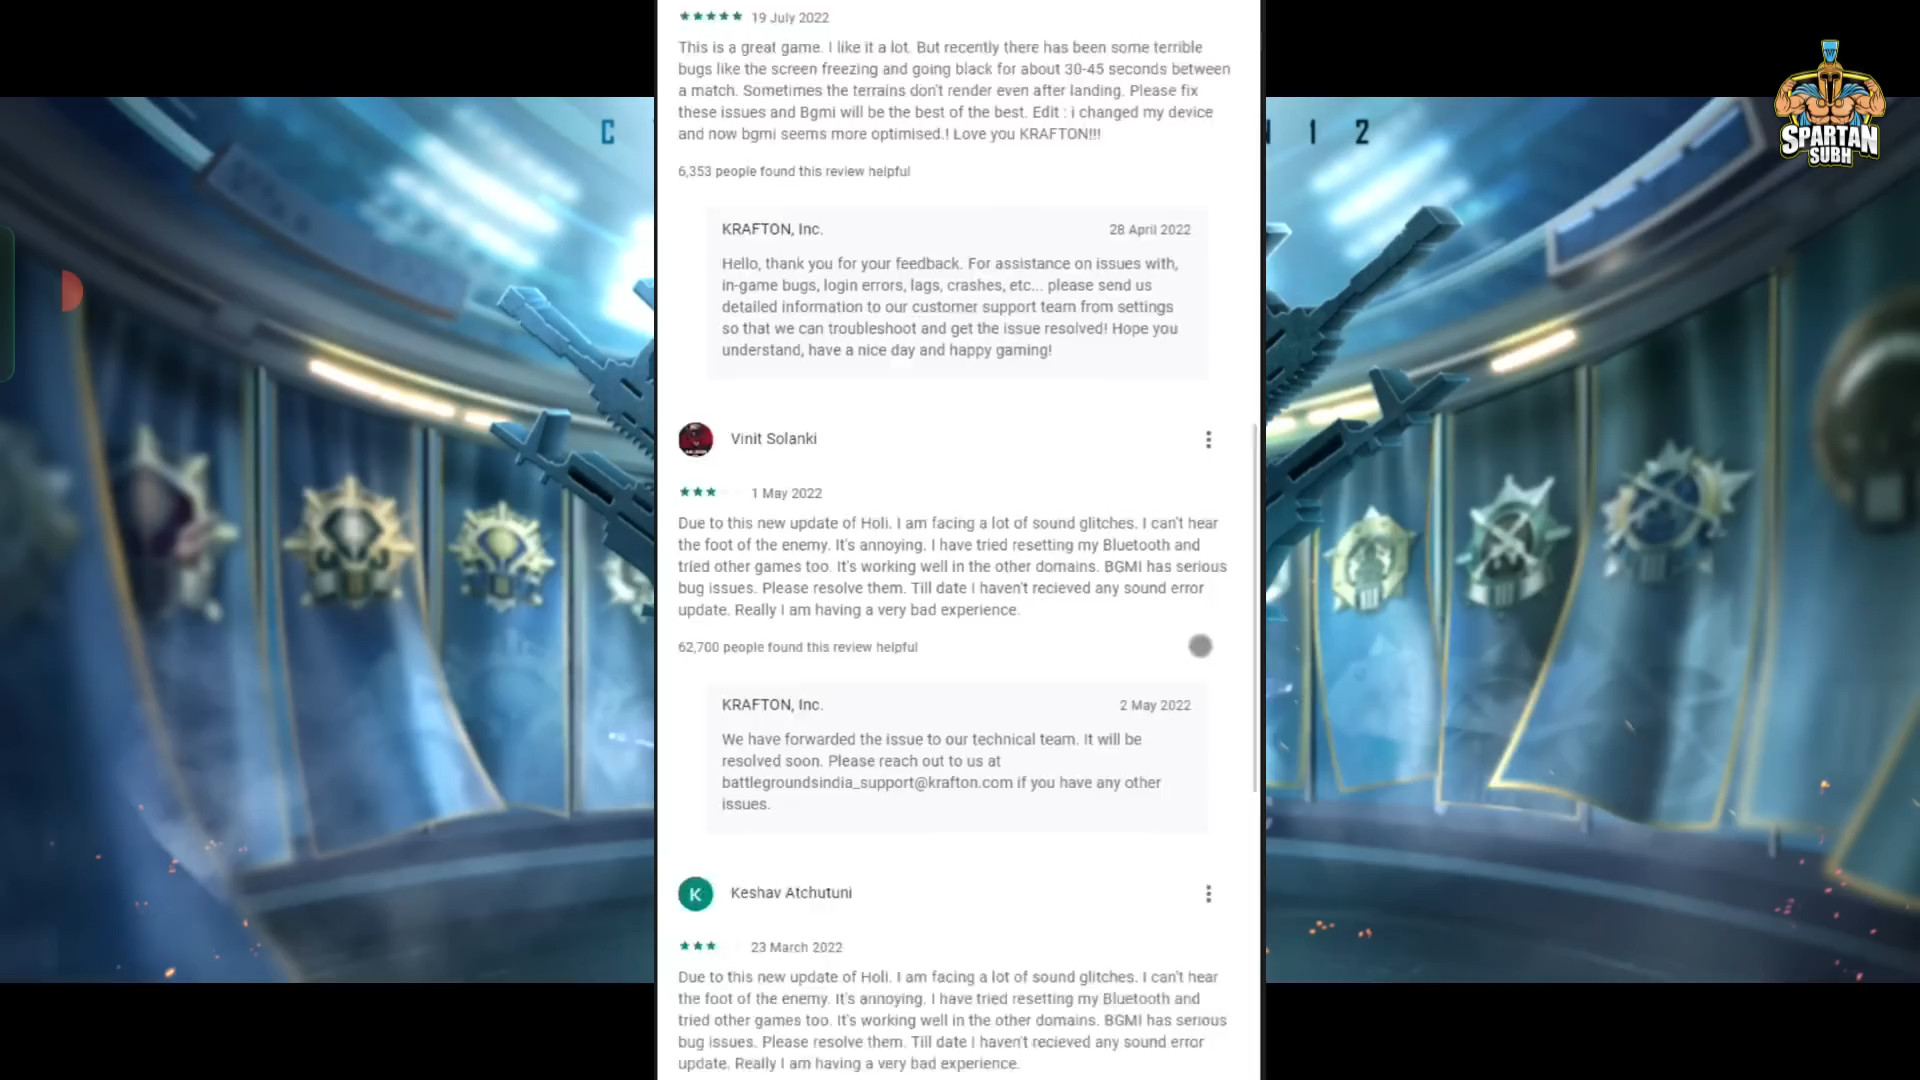 ★★★★★ 19 July 2022
This is a great game. I like it a lot. But recently there has been some terrible
bugs like the screen freezing and going black for about 30-45 seconds between
a match. Sometimes the terrains don't render even after landing. Please fix
these issues and Bgmi will be the best of the best. Edit : i changed my device
and now bgmi seems more optimised.! Love you KRAFTON!!!
6,353 people found this review helpful
KRAFTON, Inc. 28 April 2022
Hello, thank you for your feedback. For assistance on issues with,
in-game bugs, login errors, lags, crashes, etc... please send us
detailed information to our customer support team from settings
so that we can troubleshoot and get the issue resolved! Hope you
understand, have a nice day and happy gaming!
Vinit Solanki
★★★ 1 May 2022
Due to this new update of Holi. I am facing a lot of sound glitches. I can't hear
the foot of the enemy. It's annoying. I have tried resetting my Bluetooth and
tried other games too. It's working well in the other domains. BGMI has serious
bug issues. Please resolve them. Till date I haven't recieved any sound error
update. Really I am having a very bad experience.
62,700 people found this review helpful
KRAFTON, Inc. 2 May 2022
We have forwarded the issue to our technical team. It will be
resolved soon. Please reach out to us at
battlegroundsindia_support@krafton.com if you have any other
issues.
K Keshav Atchutuni
★★★ 23 March 2022
Due to this new update of Holi. I am facing a lot of sound glitches. I can't hear
the foot of the enemy. It's annoying. I have tried resetting my Bluetooth and
tried other games too. It's working well in the other domains. BGMI has serious
bug issues. Please resolve them. Till date I haven't recieved any sound error
update. Really I am having a very bad experience.
C
12
SPARTAN
SUBH